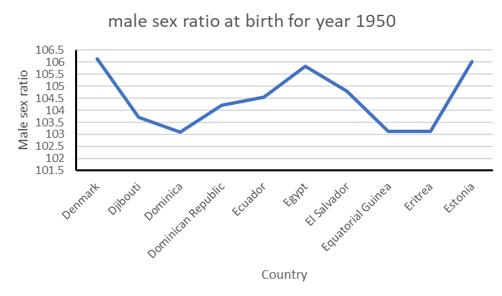 male sex ratio at birth for year 1950
Male sex ratio
106.5
106
105.5
105
104.5
104
103.5
103
102.5
102
101.5
Denmark
Djibouti
Dominica
Dominican Republic
Ecuador
Egypt
El Salvador
Equatorial Guinea
Eritrea
Estonia
Country